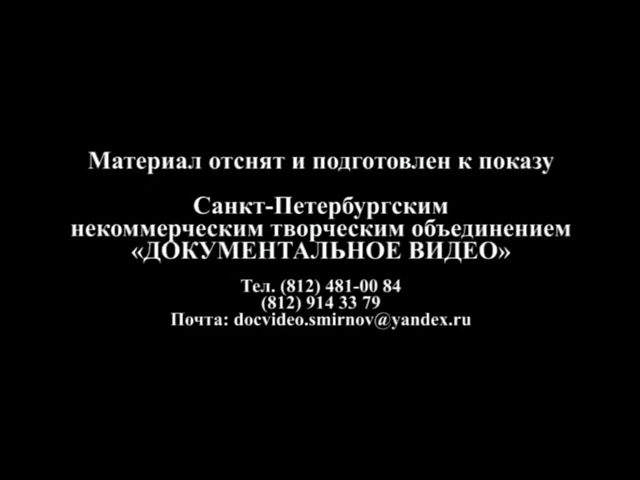 Материал отснят и подготовлен к показу
Санкт-Петербургским
некоммерческим творческим объединением
«ДОКУМЕНТАЛЬНОЕ ВИДЕО»
Тел. (812) 481-00 84
(812) 914 33 79
Почта: docvideo.smirnov@yandex.ru